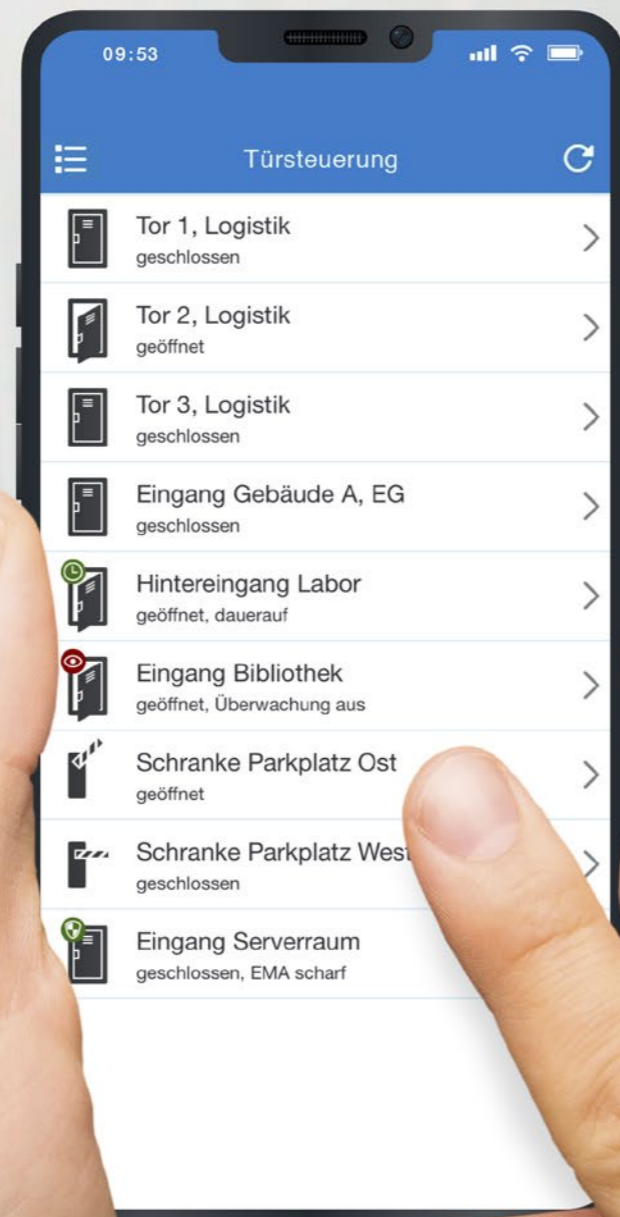 09:53
Türsteuerung
Tor 1, Logistik
geschlossen
Tor 2, Logistik
geöffnet
Tor 3, Logistik
geschlossen
Eingang Gebäude A, EG
geschlossen
Hintereingang Labor
geöffnet, dauerauf
Eingang Bibliothek
geöffnet, Überwachung aus
Schranke Parkplatz Ost
geöffnet
Schranke Parkplatz West
geschlossen
Eingang Serverraum
geschlossen, EMA scharf